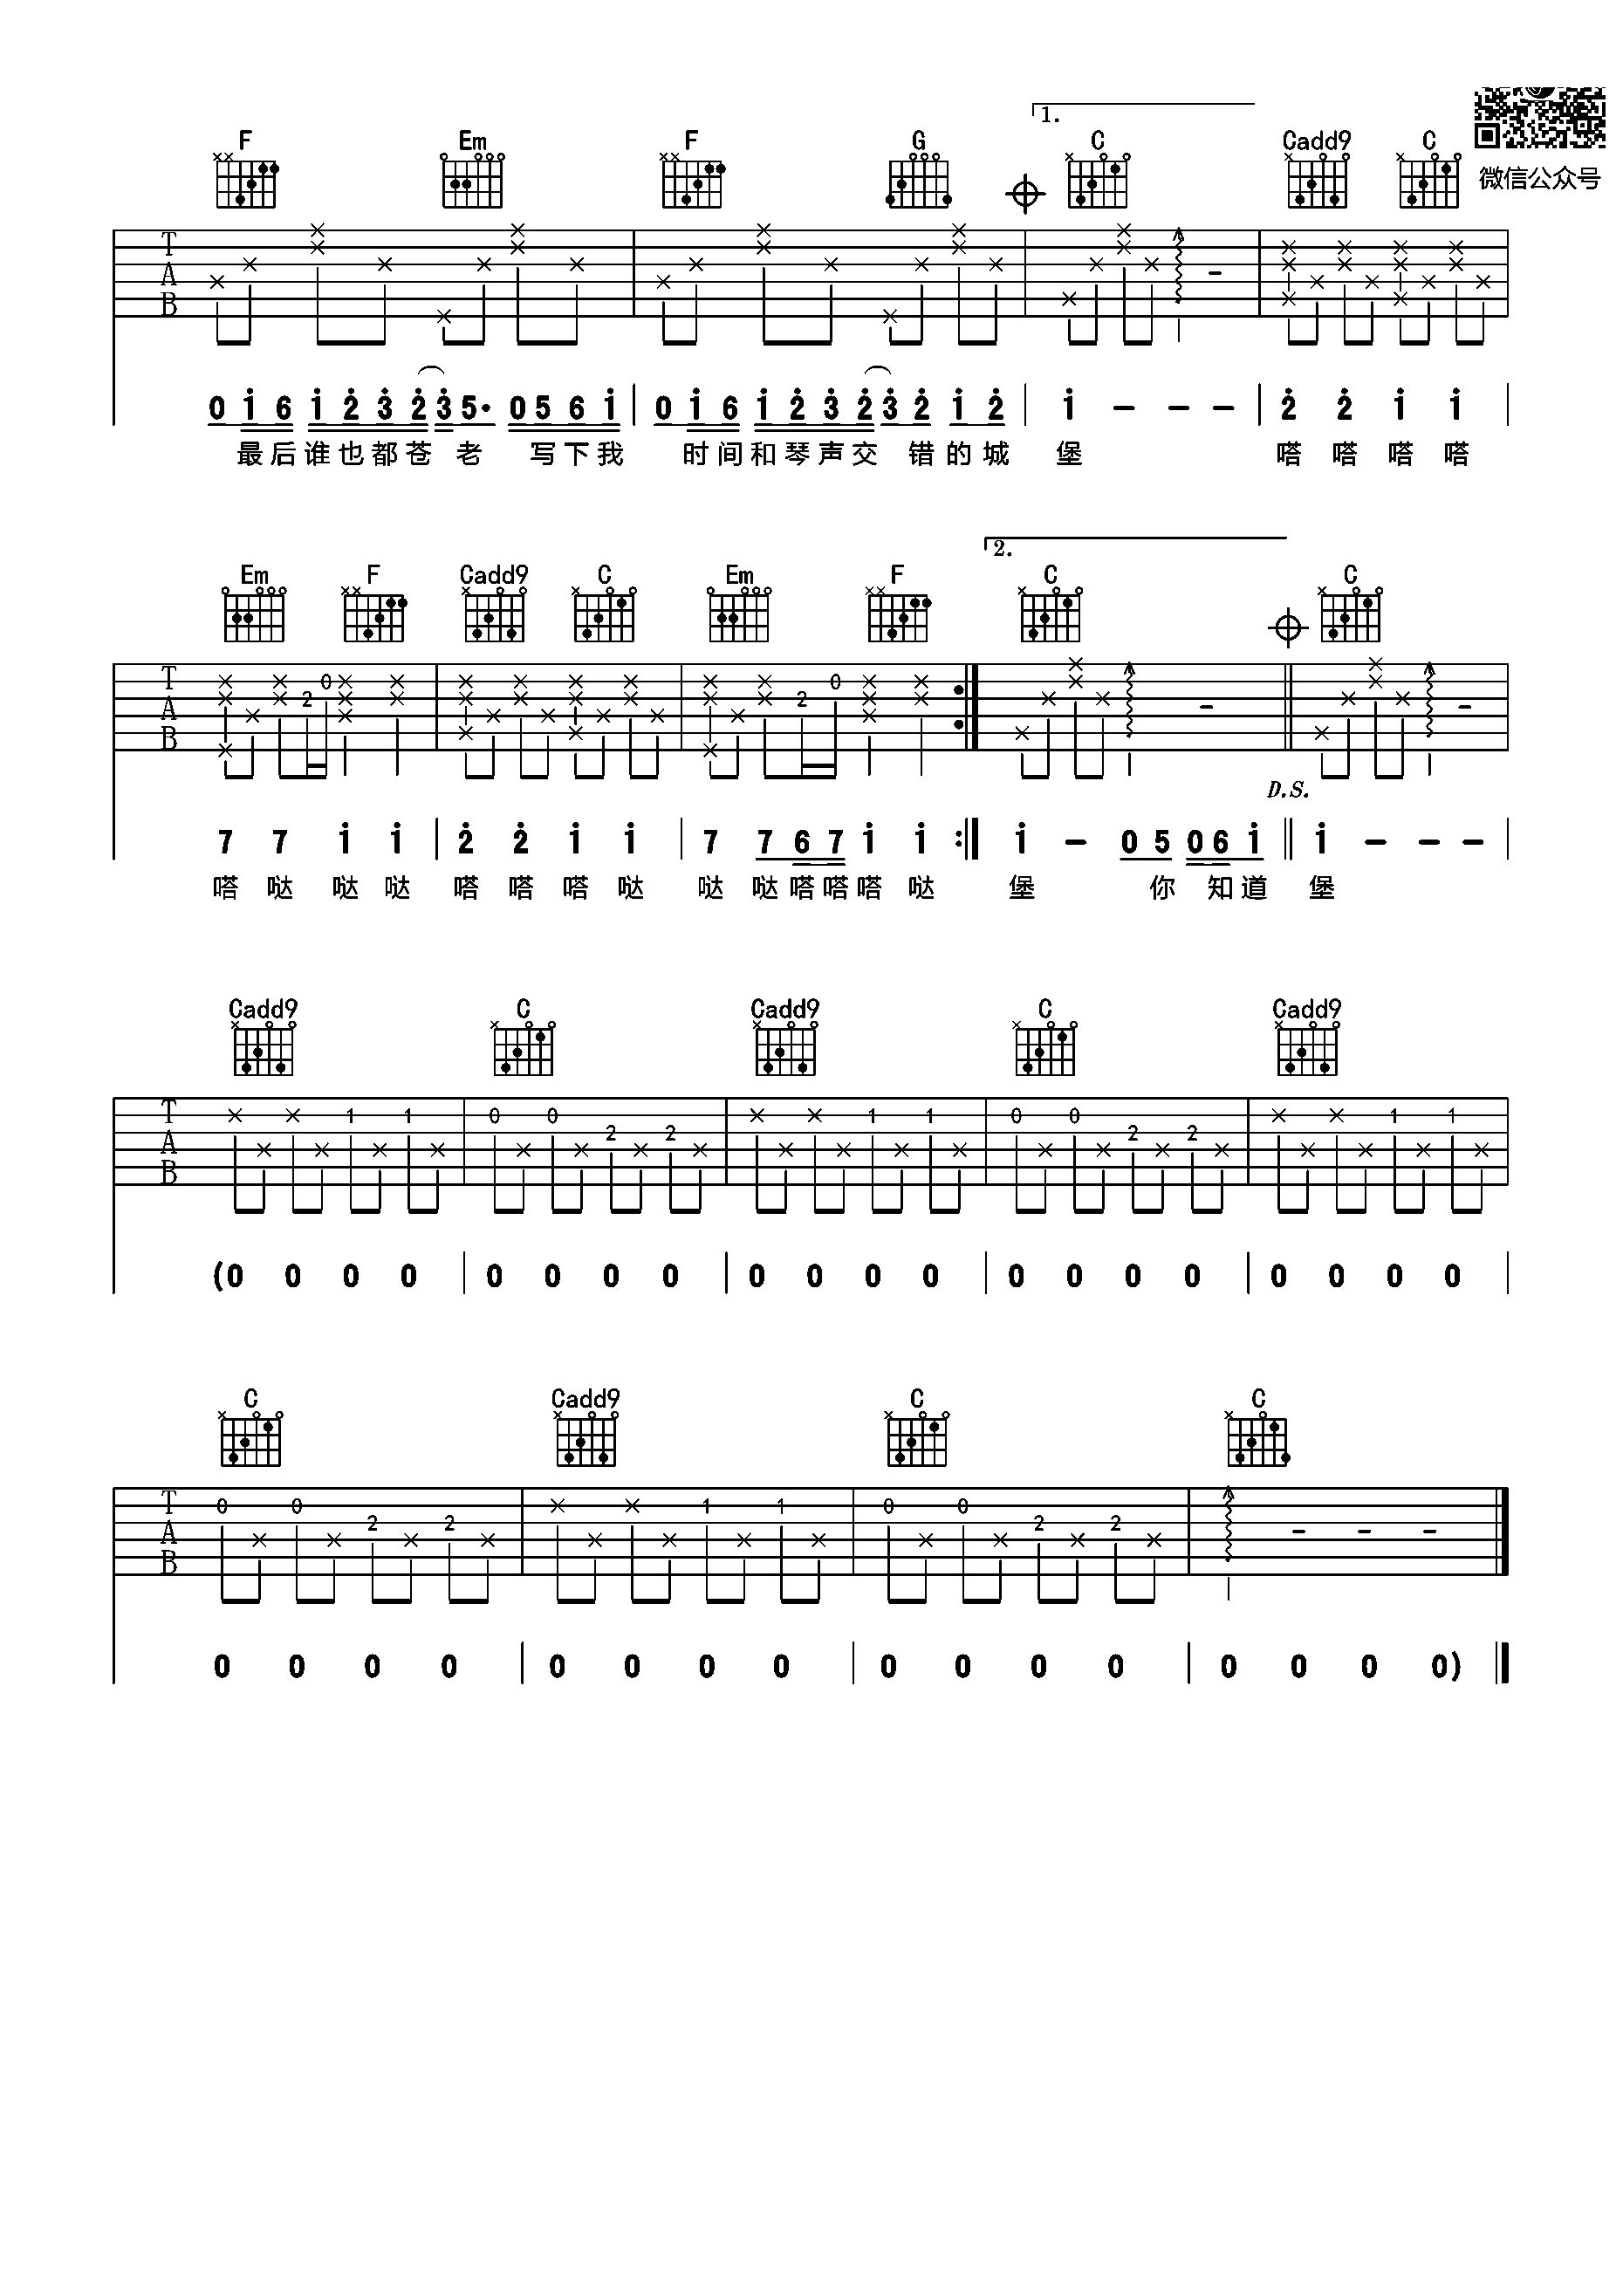 1.
F Em F G C Cadd9 C
微信公众号
T
A
B
0 1 6 1 2 3 2 3 5· 0 5 6 1 | 0 1 6 1 2 3 2 3 2 1 2 | 1 - - - | 2 2 1 1 |
最后谁也都苍老 写下我 时间和琴声交错的城 堡 嗒 嗒 嗒 嗒
2.
Em F Cadd9 C Em F C C
T
A
B
2 0 2 0
D.S.
7 7 1 1 | 2 2 1 1 | 7 7 6 7 1 1 :| 1 - 0 5 0 6 1 || 1 - - - |
嗒 哒 哒 哒 嗒 嗒 嗒 哒 哒 哒嗒嗒嗒 哒 堡 你 知道 堡
Cadd9 C Cadd9 C Cadd9
T
A
B
1 1 0 0 2 2 1 1 0 0 2 2 1 1
(0 0 0 0 | 0 0 0 0 | 0 0 0 0 | 0 0 0 0 | 0 0 0 0 |
C Cadd9 C C
T
A
B
0 0 2 2 1 1 0 0 2 2
0 0 0 0 | 0 0 0 0 | 0 0 0 0 | 0 0 0 0)